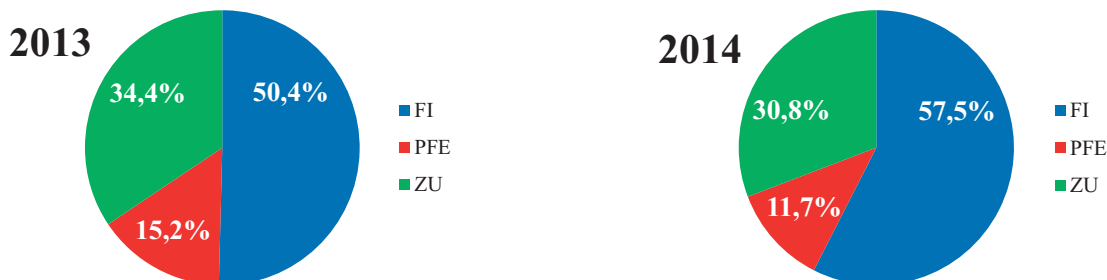 2013
34,4%
50,4%
15,2%
FI
PFE
ZU
2014
30,8%
57,5%
11,7%
FI
PFE
ZU